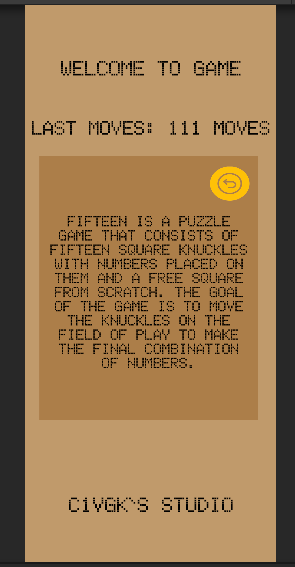 WELCOME TO GAME
LAST MOVES: 111 MOVES
FIFTEEN IS A PUZZLE
GAME THAT CONSISTS OF
FIFTEEN SQUARE KNUCKLES
WITH NUMBERS PLACED ON
THEM AND A FREE SQUARE
FROM SCRATCH. THE GOAL
OF THE GAME IS TO MOVE
THE KNUCKLES ON THE
FIELD OF PLAY TO MAKE
THE FINAL COMBINATION
OF NUMBERS.
C1VGK'S STUDIO